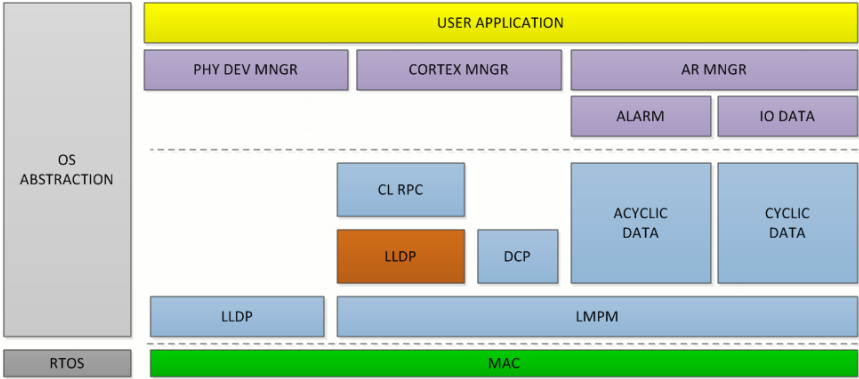 USER APPLICATION
PHY DEV MNGR
CORTEX MNGR
AR MNGR
ALARM
IO DATA
OS
ABSTRACTION
CL RPC
ACYCLIC
DATA
CYCLIC
DATA
LLDP
DCP
LLDP
LMPM
RTOS
MAC